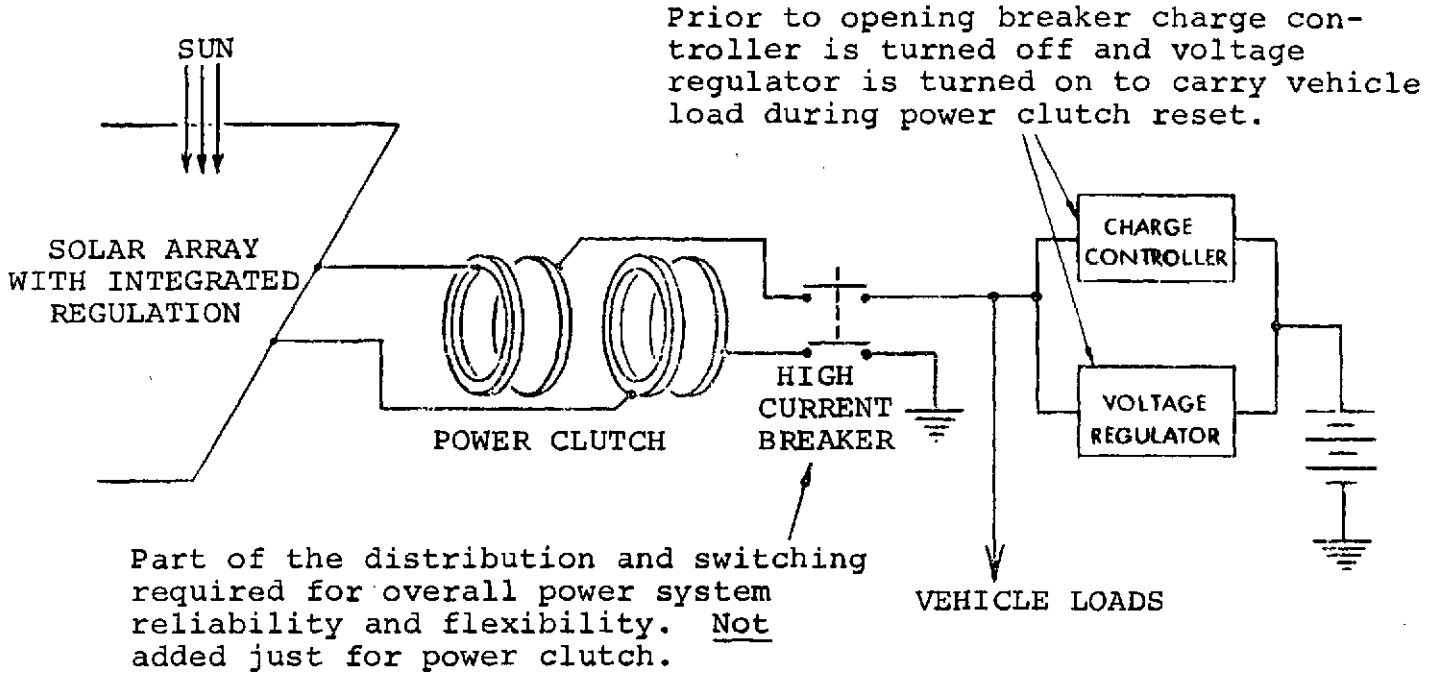 Prior to opening breaker charge con-
troller is turned off and voltage
regulator is turned on to carry vehicle
load during power clutch reset.
SUN
SOLAR ARRAY
WITH INTEGRATED
REGULATION
CHARGE
CONTROLLER
POWER CLUTCH
HIGH
CURRENT
BREAKER
VOLTAGE
REGULATOR
Part of the distribution and switching
required for overall power system
reliability and flexibility. Not
added just for power clutch.
VEHICLE LOADS